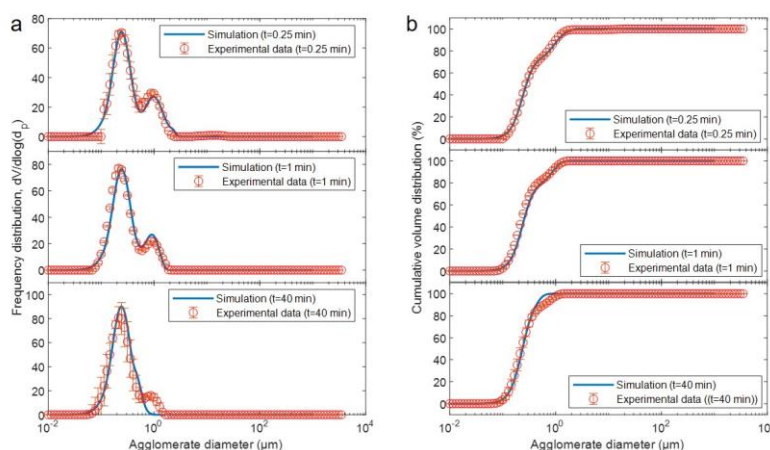 a
b
80
60
40
20
0
Simulation (t=0.25 min)
Experimental data (t=0.25 min)
80
60
40
20
0
Simulation (t=1 min)
Experimental data (t=1 min)
100
80
60
40
20
0
Simulation (t=40 min)
Experimental data (t=40 min)
Frequency distribution, dV/dlog(dp)
10-2
100
102
104
Agglomerate diameter (µm)
100
80
60
40
20
0
Simulation (t=0.25 min)
Experimental data (t=0.25 min)
100
80
60
40
20
0
Simulation (t=1 min)
Experimental data (t=1 min)
100
80
60
40
20
0
Simulation (t=40 min)
Experimental data ((t=40 min))
Cumulative volume distribution (%)
10-2
100
102
10
Agglomerate diameter (µm)